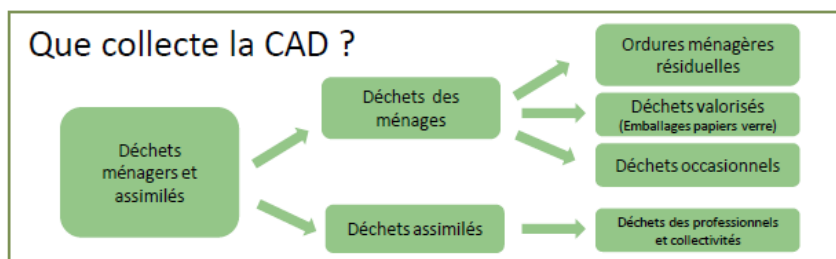 Que collecte la CAD ?
Déchets
ménagers et
assimilés
Déchets des
ménages
Déchets assimilés
Ordures ménagères
résiduelles
Déchets valorisés
(Emballages papiers verre)
Déchets occasionnels
Déchets des professionnels
et collectivités